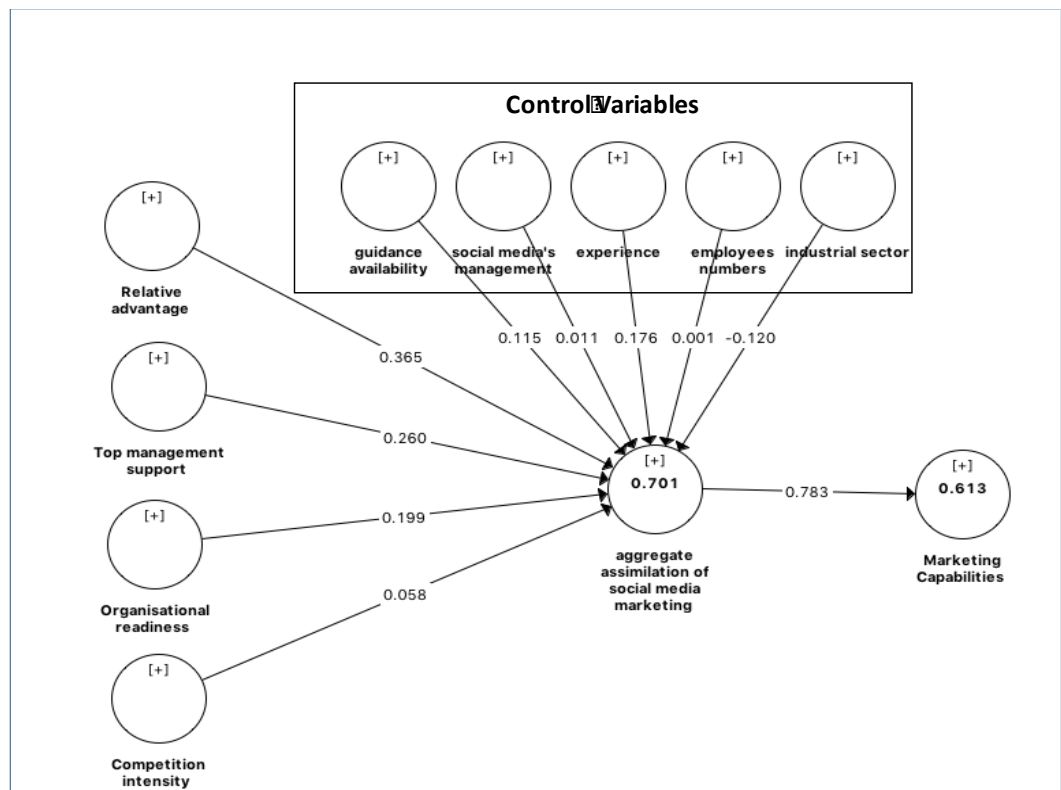 Control Variables
[+]
[+]
[+]
[+]
[+]
guidance
availability
social media's
management
experience
employees
numbers
industrial sector
[+]
Relative
advantage
[+]
Top management
support
[+]
Organisational
readiness
[+]
Competition
intensity
0.115
0.011
0.176
0.001
-0.120
0.365
0.260
0.199
0.058
[+]
0.701
aggregate
assimilation of
social media
marketing
0.783
[+]
0.613
Marketing
Capabilities